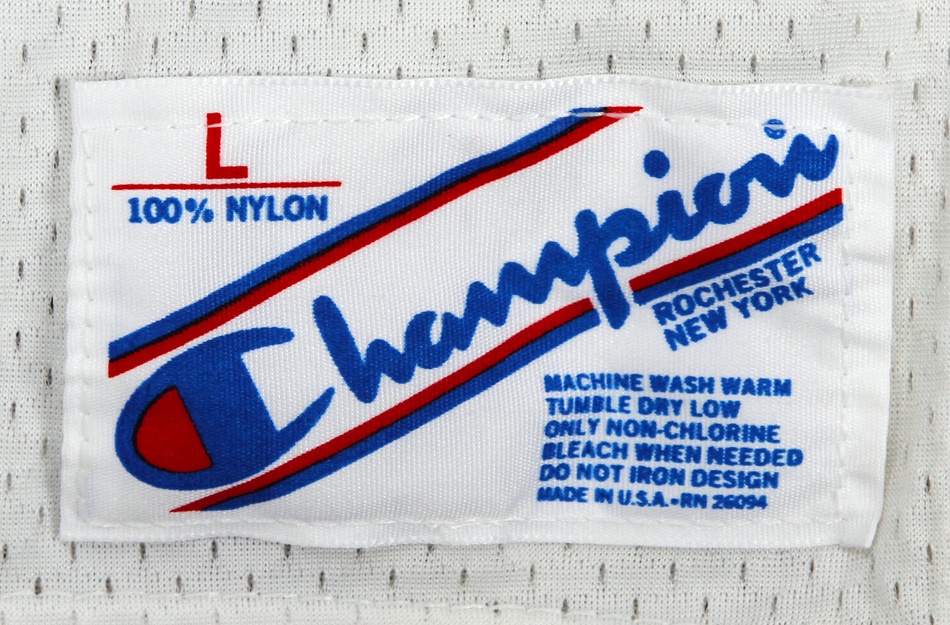 L
100% NYLON
Champion
ROCHESTER
NEW YORK
MACHINE WASH WARM
TUMBLE DRY LOW
ONLY NON-CHLORINE
BLEACH WHEN NEEDED
DO NOT IRON DESIGN
MADE IN U.S.A.•RN 26094